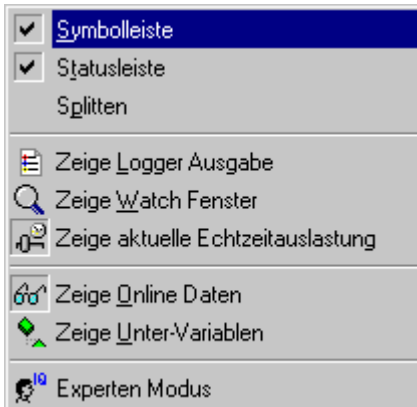 Symbolleiste
Statusleiste
Splitten
Zeige Logger Ausgabe
Zeige Watch Fenster
Zeige aktuelle Echtzeitauslastung
Zeige Online Daten
Zeige Unter-Variablen
IQ Experten Modus